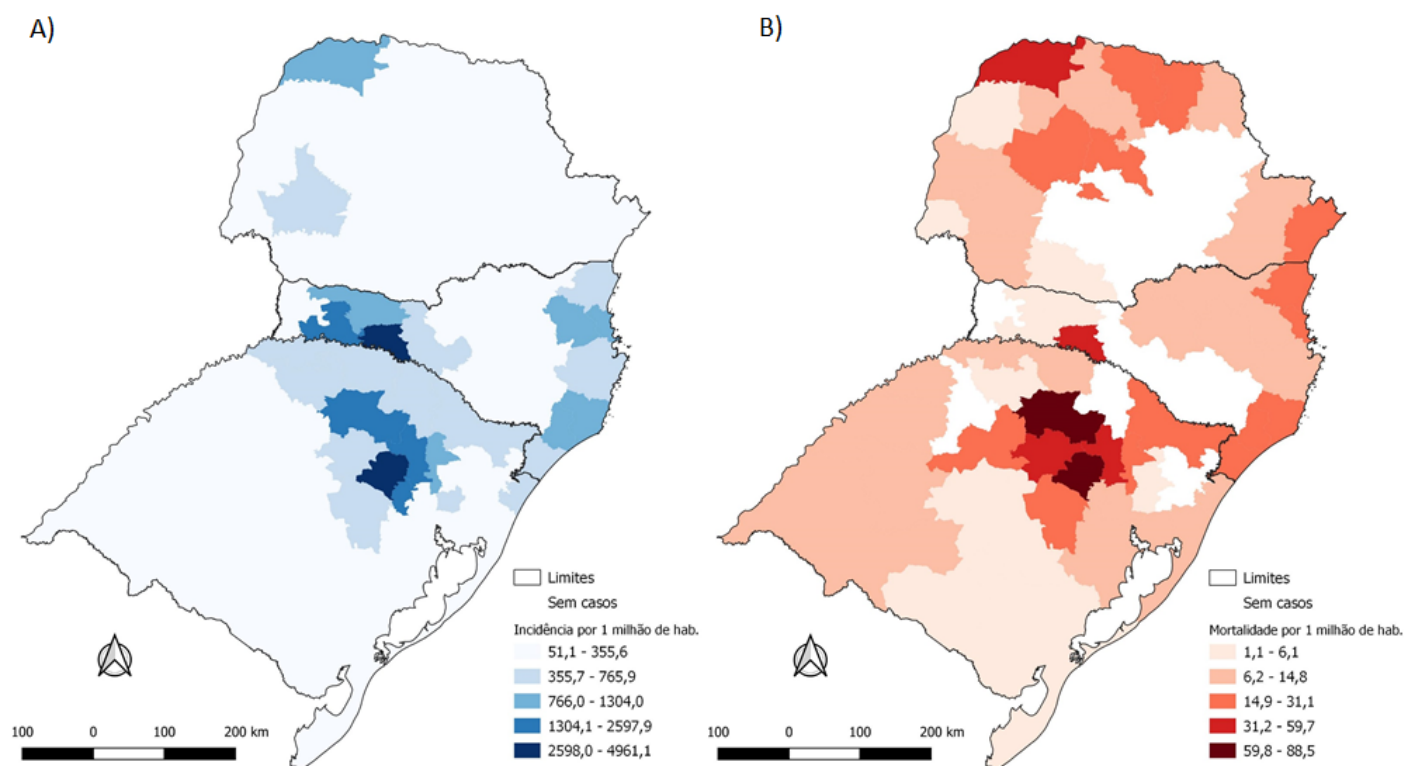 A)
Limites
Sem casos
Incidência por 1 milhão de hab.
51,1 - 355,6
355,7 - 765,9
766,0 - 1304,0
1304,1 - 2597,9
2598,0 - 4961,1
100 0 100 200 km
B)
Limites
Sem casos
Mortalidade por 1 milhão de hab.
1,1 - 6,1
6,2 - 14,8
14,9 - 31,1
31,2 - 59,7
59,8 - 88,5
100 0 100 200 km